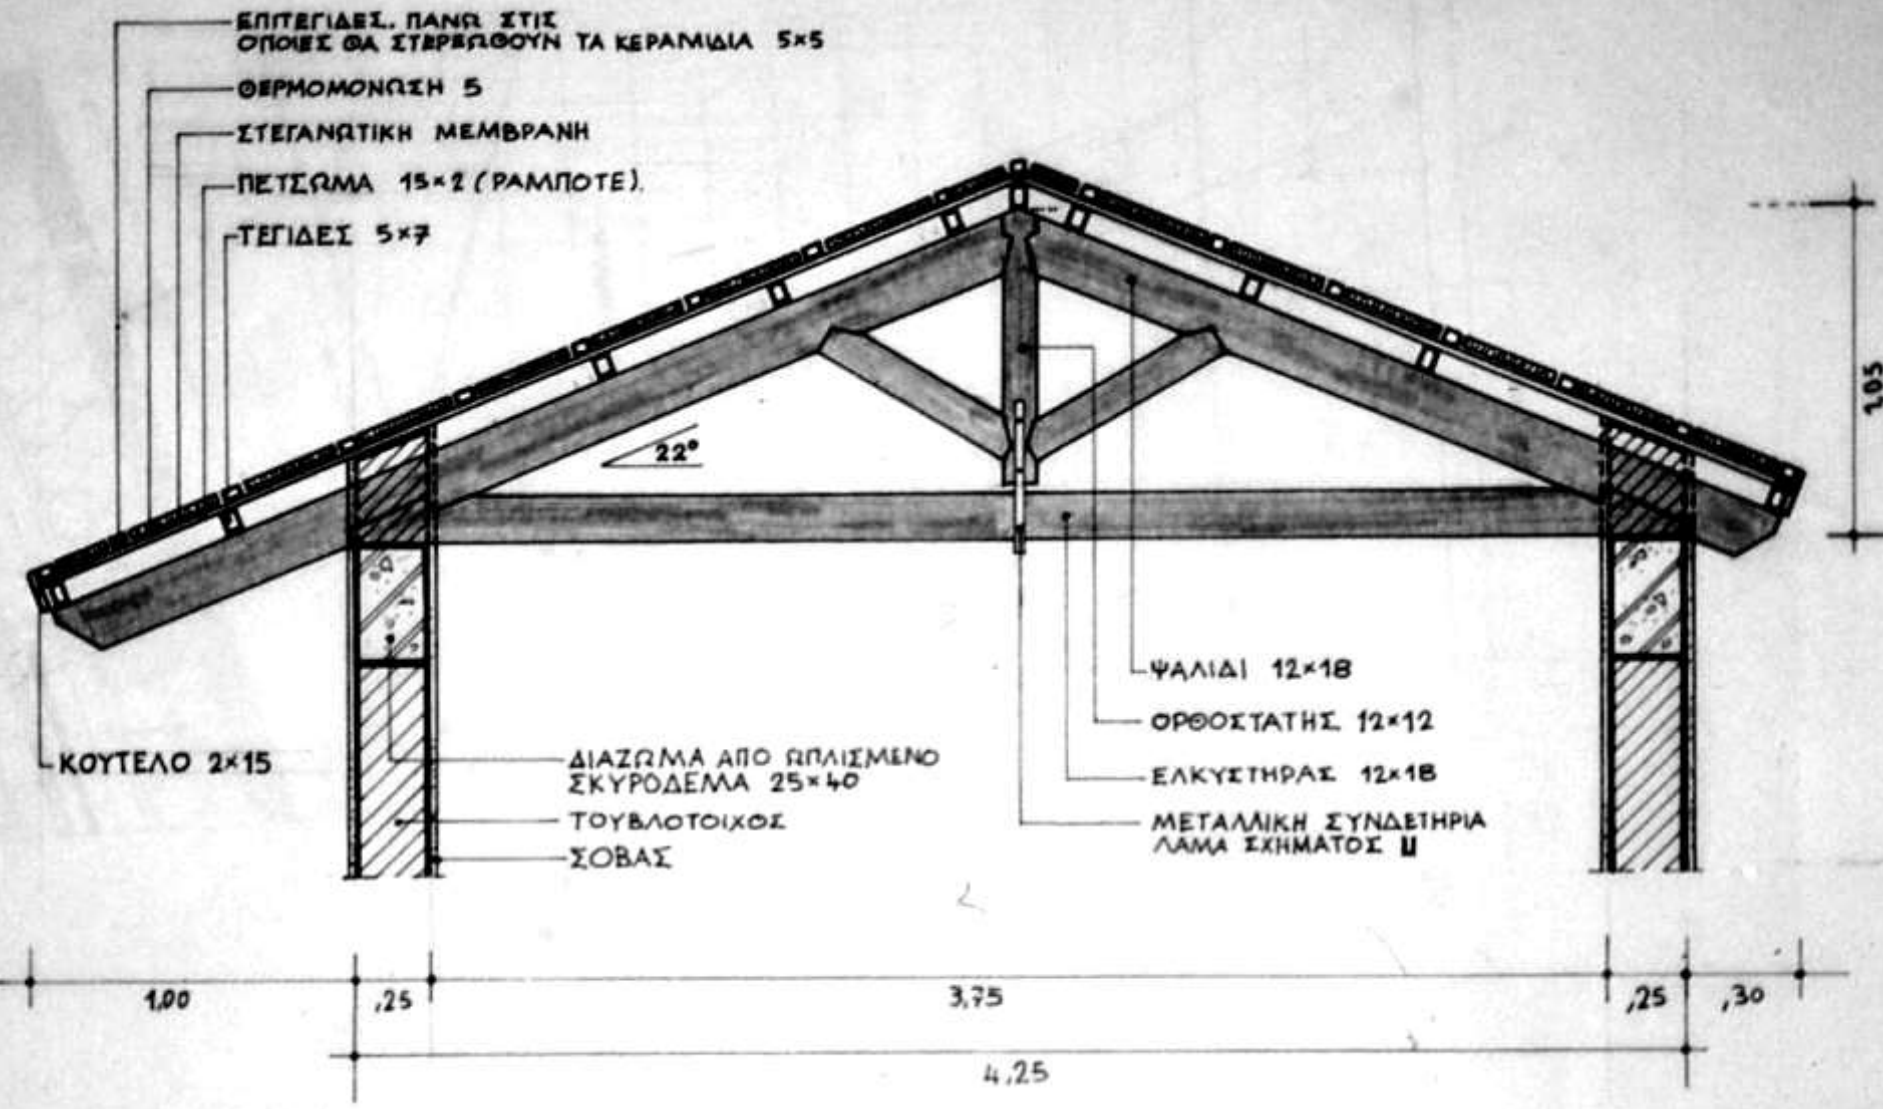 ΕΠΙΤΕΓΙΔΕΣ. ΠΑΝΩ ΣΤΙΣ
ΟΠΟΙΕΣ ΘΑ ΣΤΕΡΕΩΘΟΥΝ ΤΑ ΚΕΡΑΜΙΔΙΑ 5×5
ΘΕΡΜΟΜΟΝΩΣΗ 5
ΣΤΕΓΑΝΩΤΙΚΗ ΜΕΜΒΡΑΝΗ
ΠΕΤΣΩΜΑ 15×2 (ΡΑΜΠΟΤΕ).
ΤΕΓΙΔΕΣ 5×7
22°
ΨΑΛΙΔΙ 12×18
ΟΡΘΟΣΤΑΤΗΣ 12×12
ΕΛΚΥΣΤΗΡΑΣ 12×18
ΜΕΤΑΛΛΙΚΗ ΣΥΝΔΕΤΗΡΙΑ
ΛΑΜΑ ΣΧΗΜΑΤΟΣ U
ΚΟΥΤΕΛΟ 2×15
ΔΙΑΖΩΜΑ ΑΠΟ ΩΠΛΙΣΜΕΝΟ
ΣΚΥΡΟΔΕΜΑ 25×40
ΤΟΥΒΛΟΤΟΙΧΟΣ
ΣΟΒΑΣ
1,00
,25
3,75
,25
,30
4,25